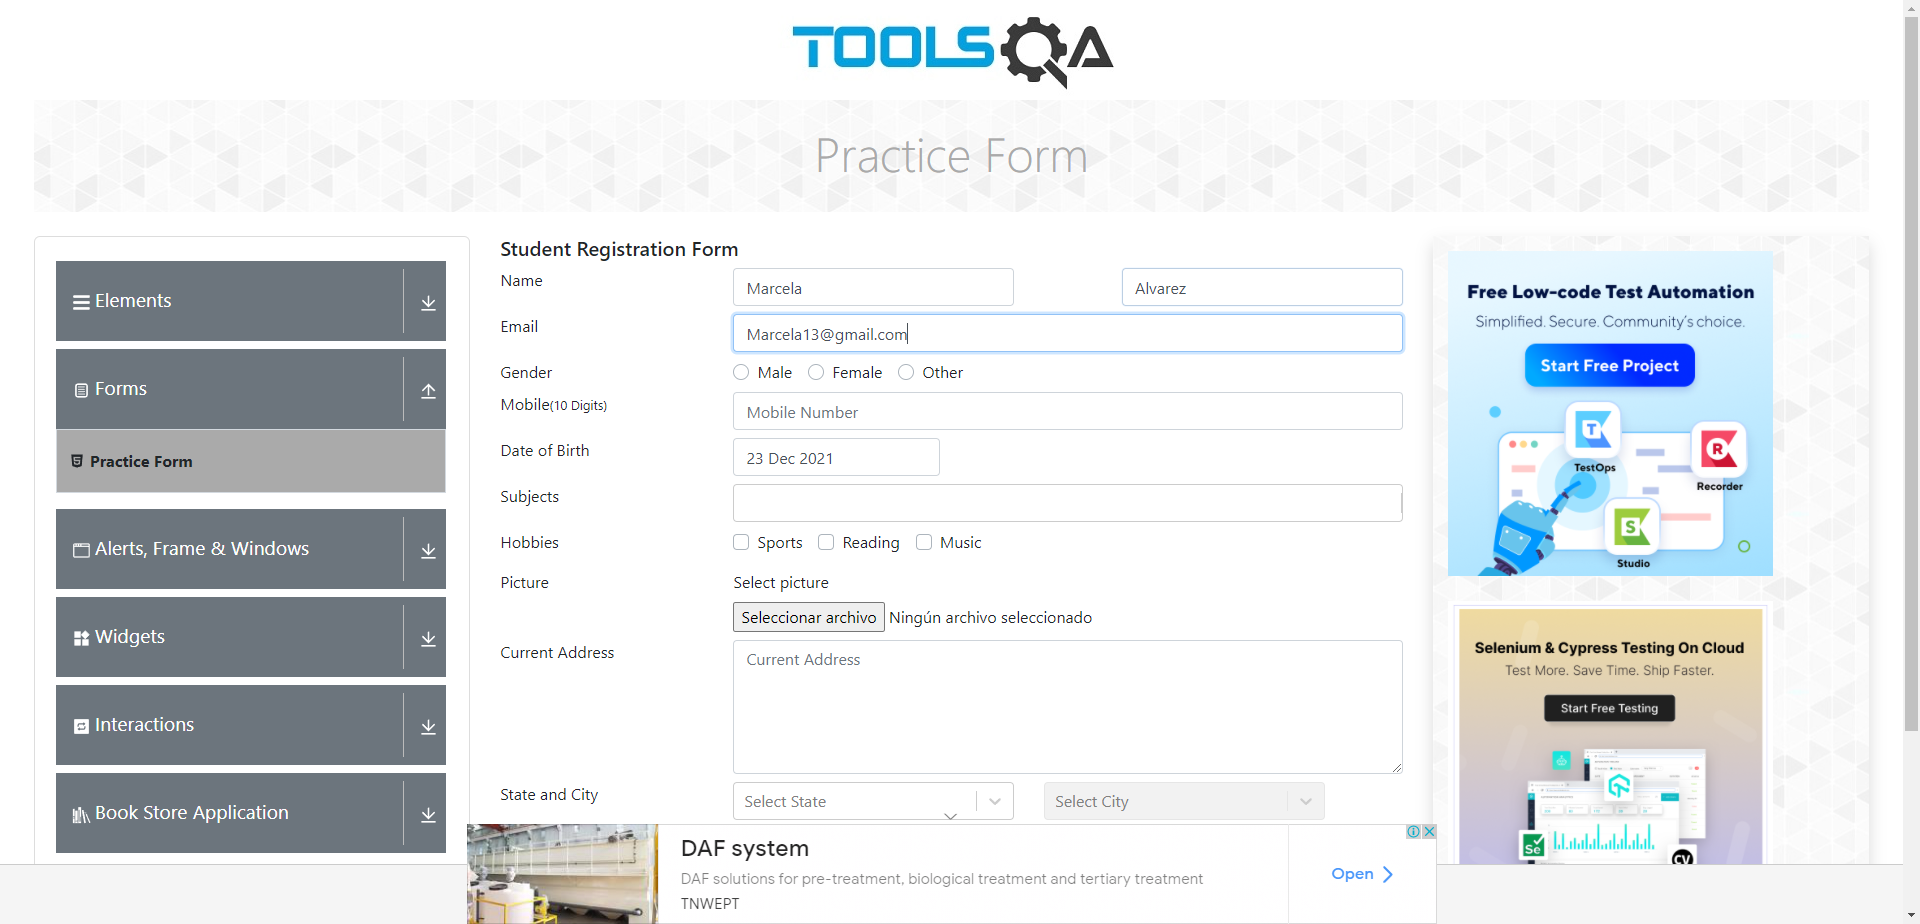 TOOLSQA
Practice Form
Elements
Forms
Practice Form
Alerts, Frame & Windows
Widgets
Interactions
Book Store Application
Student Registration Form
Name
Marcela
Alvarez
Email
Marcela13@gmail.com
Gender
Male
Female
Other
Mobile(10 Digits)
Mobile Number
Date of Birth
23 Dec 2021
Subjects
Hobbies
Sports
Reading
Music
Picture
Select picture
Seleccionar archivo
Ningún archivo seleccionado
Current Address
Current Address
State and City
Select State
Select City
Free Low-code Test Automation
Simplified. Secure. Community's choice.
Start Free Project
T
TestOps
R
Recorder
S
Studio
Selenium & Cypress Testing On Cloud
Test More. Save Time. Ship Faster.
Start Free Testing
Se
CV
DAF system
DAF solutions for pre-treatment, biological treatment and tertiary treatment
TNWEPT
Open